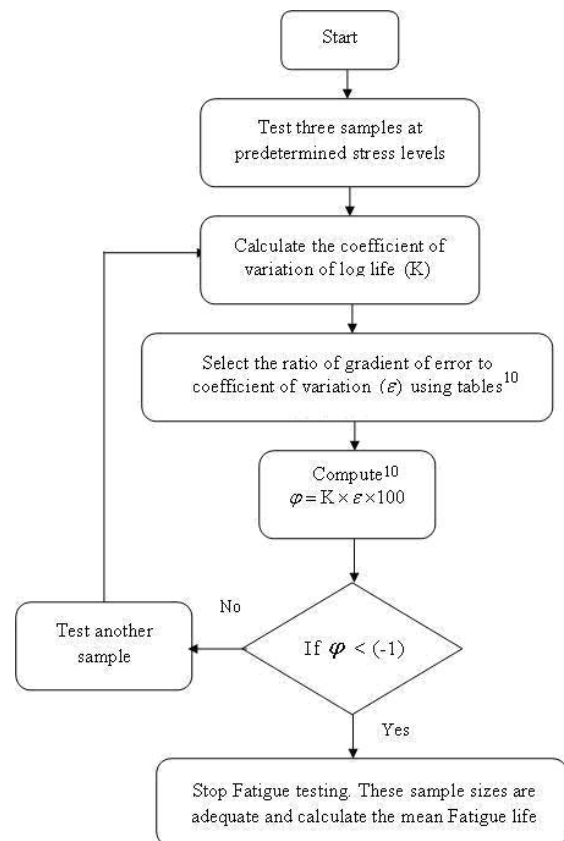 Start
Test three samples at
predetermined stress levels
Calculate the coefficient of
variation of log life (K)
Select the ratio of gradient of error to
coefficient of variation (ε) using tables¹⁰
Compute¹⁰
φ = K × ε × 100
No
Test another
sample
If φ < (-1)
Yes
Stop Fatigue testing. These sample sizes are
adequate and calculate the mean Fatigue life